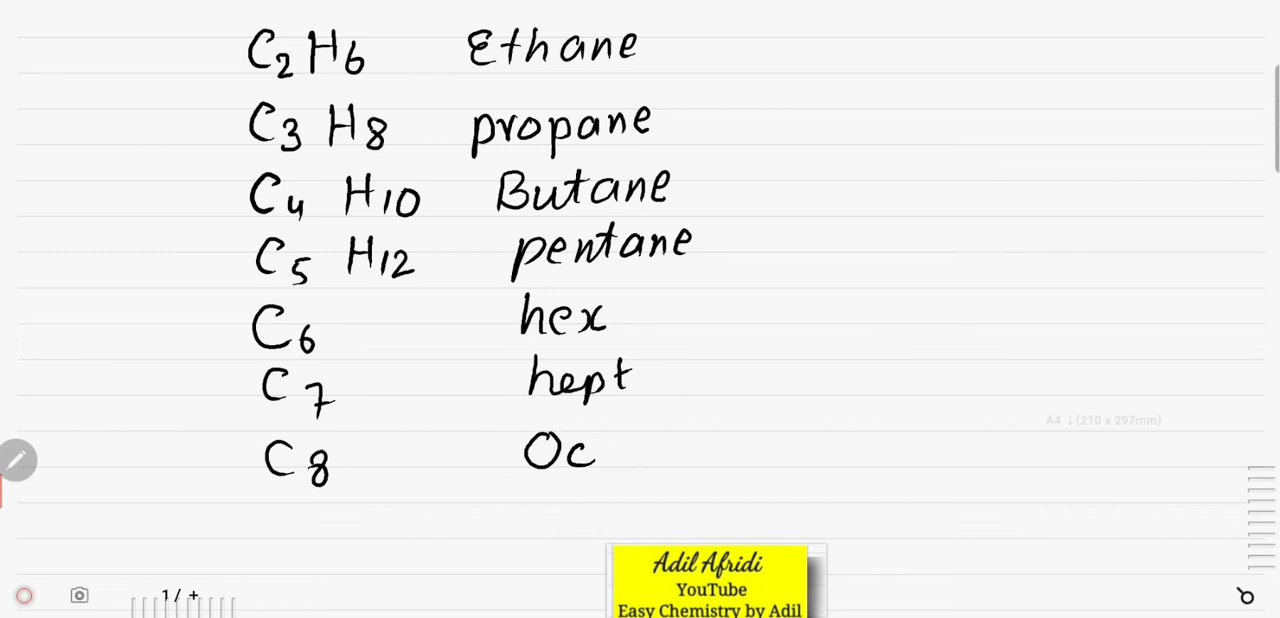 C2H6 Ethane
C3 H8 propane
C4 H10 Butane
C5 H12 pentane
C6 hex
C7 hept
C8 Oc
A4 ↓(210 x 297mm)
1/ +
Adil Afridi
YouTube
Easy Chemistry by Adil